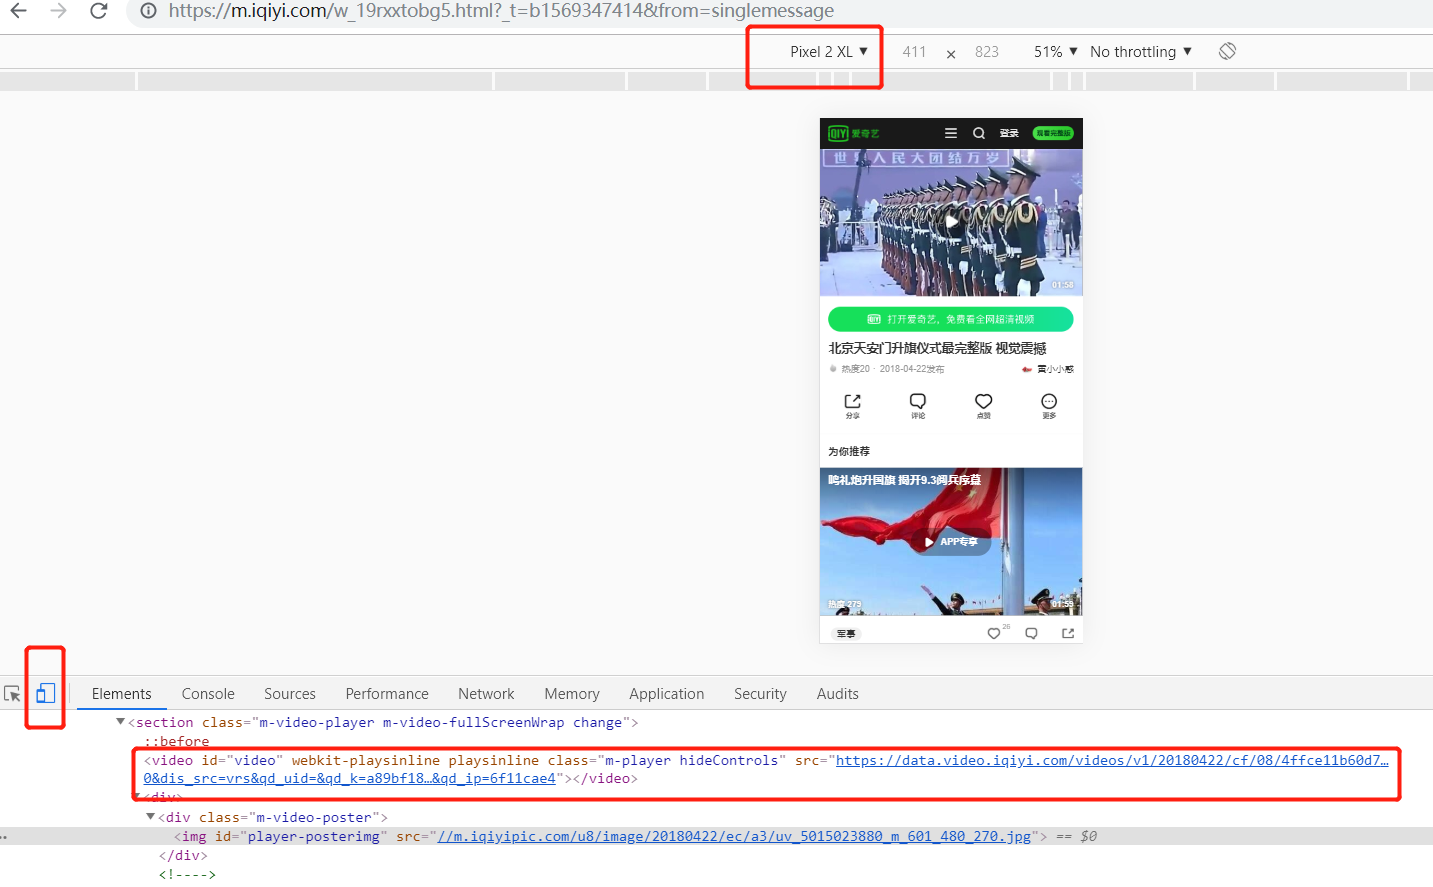 https://m.iqiyi.com/w_19rxxtobg5.html?_t=b1569347414&from=singlemessage
Pixel 2 XL ▼ 411 × 823 51% ▼ No throttling ▼
QIY 爱奇艺 登录 观看完整版
世界人民大团结万岁
01:58
QIY 打开爱奇艺，免费看全网超清视频
北京天安门升旗仪式最完整版 视觉震撼
热度20 · 2018-04-22发布 黄小小惑
分享 评论 点赞 更多
为你推荐
鸣礼炮升国旗 揭开9.3阅兵序幕
APP专享
热度 279 01:59
军事 26
Elements Console Sources Performance Network Memory Application Security Audits
▼<section class="m-video-player m-video-fullScreenWrap change">
::before
<video id="video" webkit-playsinline playsinline class="m-player hideControls" src="https://data.video.iqiyi.com/videos/v1/20180422/cf/08/4ffce11b60d7…
0&dis_src=vrs&qd_uid=&qd_k=a89bf18…&qd_ip=6f11cae4"></video>
▼<div>
▼<div class="m-video-poster">
<img id="player-posterimg" src="//m.iqiyipic.com/u8/image/20180422/ec/a3/uv_5015023880_m_601_480_270.jpg"> == $0
</div>
<!---->